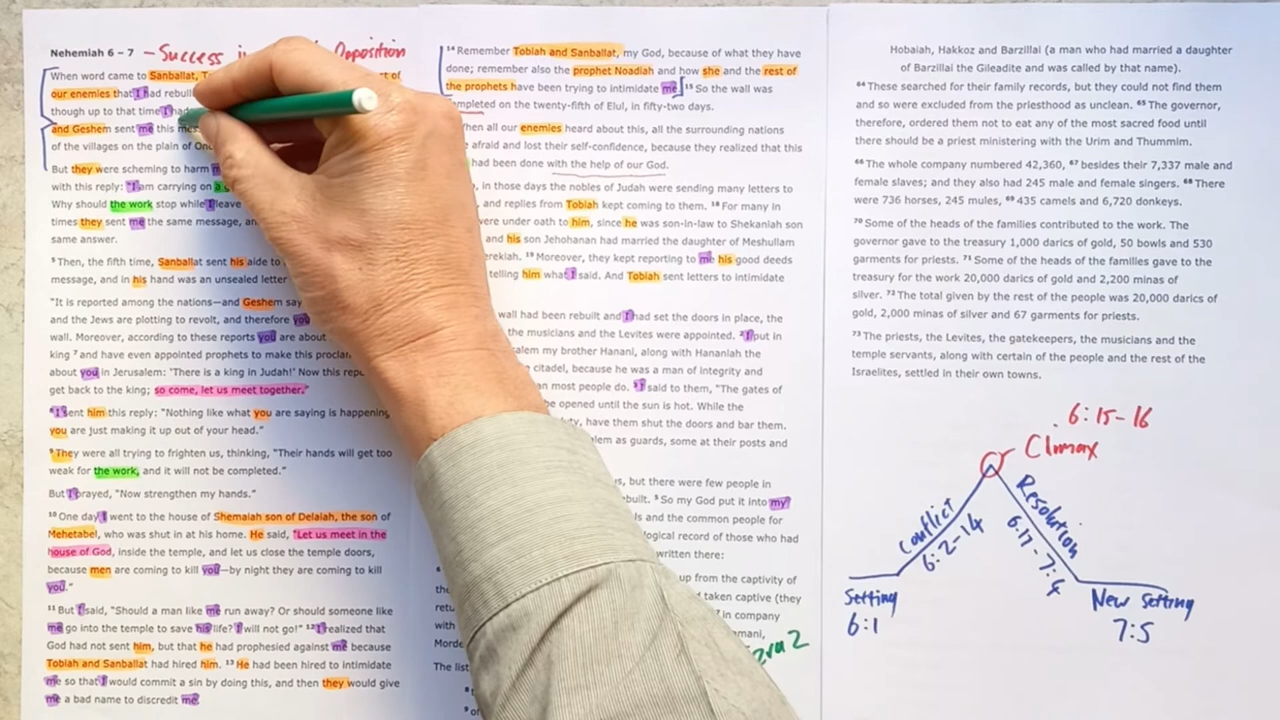 Nehemiah 6 – 7 – Success in Opposition
When word came to Sanballat, of
our enemies that I had rebuil
though up to that time I had
and Geshem sent me this mes
of the villages on the plain of Ono
But they were scheming to harm m
with this reply: "I am carrying on a g
Why should the work stop while I leave
times they sent me the same message, an
same answer.
5 Then, the fifth time, Sanballat sent his aide to
message, and in his hand was an unsealed letter
"It is reported among the nations—and Geshem say
and the Jews are plotting to revolt, and therefore you
wall. Moreover, according to these reports you are about
king 7 and have even appointed prophets to make this proclam
about you in Jerusalem: 'There is a king in Judah!' Now this repo
get back to the king; so come, let us meet together."
8 I sent him this reply: "Nothing like what you are saying is happening
you are just making it up out of your head."
9 They were all trying to frighten us, thinking, "Their hands will get too
weak for the work, and it will not be completed."
But I prayed, "Now strengthen my hands."
10 One day I went to the house of Shemaiah son of Delaiah, the son of
Mehetabel, who was shut in at his home. He said, "Let us meet in the
house of God, inside the temple, and let us close the temple doors,
because men are coming to kill you—by night they are coming to kill
you."
11 But I said, "Should a man like me run away? Or should someone like
me go into the temple to save his life? I will not go!" 12 I realized that
God had not sent him, but that he had prophesied against me because
Tobiah and Sanballat had hired him. 13 He had been hired to intimidate
me so that I would commit a sin by doing this, and then they would give
me a bad name to discredit me.
14 Remember Tobiah and Sanballat, my God, because of what they have
done; remember also the prophet Noadiah and how she and the rest of
the prophets have been trying to intimidate me. 15 So the wall was
completed on the twenty-fifth of Elul, in fifty-two days.
hen all our enemies heard about this, all the surrounding nations
afraid and lost their self-confidence, because they realized that this
had been done with the help of our God.
, in those days the nobles of Judah were sending many letters to
and replies from Tobiah kept coming to them. 18 For many in
ere under oath to him, since he was son-in-law to Shekaniah son
and his son Jehohanan had married the daughter of Meshullam
erekiah. 19 Moreover, they kept reporting to me his good deeds
telling him what I said. And Tobiah sent letters to intimidate
wall had been rebuilt and I had set the doors in place, the
the musicians and the Levites were appointed. 2 I put in
salem my brother Hanani, along with Hananiah the
citadel, because he was a man of integrity and
an most people do. 3 I said to them, "The gates of
be opened until the sun is hot. While the
uty, have them shut the doors and bar them.
lem as guards, some at their posts and
s, but there were few people in
built. 5 So my God put it into my
ls and the common people for
logical record of those who had
written there:
6 up from the captivity of
the taken captive (they
retu in company
with mani,
Morde
The list
8
9 of
zra 2
Hobaiah, Hakkoz and Barzillai (a man who had married a daughter
of Barzillai the Gileadite and was called by that name).
64 These searched for their family records, but they could not find them
and so were excluded from the priesthood as unclean. 65 The governor,
therefore, ordered them not to eat any of the most sacred food until
there should be a priest ministering with the Urim and Thummim.
66 The whole company numbered 42,360, 67 besides their 7,337 male and
female slaves; and they also had 245 male and female singers. 68 There
were 736 horses, 245 mules, 69 435 camels and 6,720 donkeys.
70 Some of the heads of the families contributed to the work. The
governor gave to the treasury 1,000 darics of gold, 50 bowls and 530
garments for priests. 71 Some of the heads of the families gave to the
treasury for the work 20,000 darics of gold and 2,200 minas of
silver. 72 The total given by the rest of the people was 20,000 darics of
gold, 2,000 minas of silver and 67 garments for priests.
73 The priests, the Levites, the gatekeepers, the musicians and the
temple servants, along with certain of the people and the rest of the
Israelites, settled in their own towns.
6:15-16
Climax
Conflict
6:2-14
Resolution
6:17-7:4
Setting
6:1
New Setting
7:5